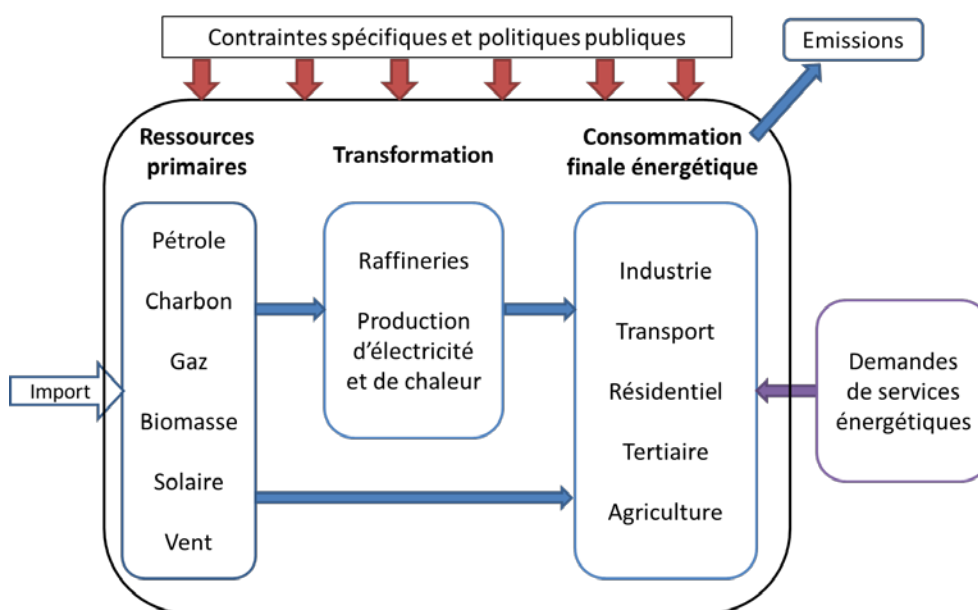 Contraintes spécifiques et politiques publiques
Emissions
Ressources
primaires
Transformation
Consommation
finale énergétique
Import
Pétrole
Charbon
Gaz
Biomasse
Solaire
Vent
Raffineries
Production
d'électricité
et de chaleur
Industrie
Transport
Résidentiel
Tertiaire
Agriculture
Demandes
de services
énergétiques